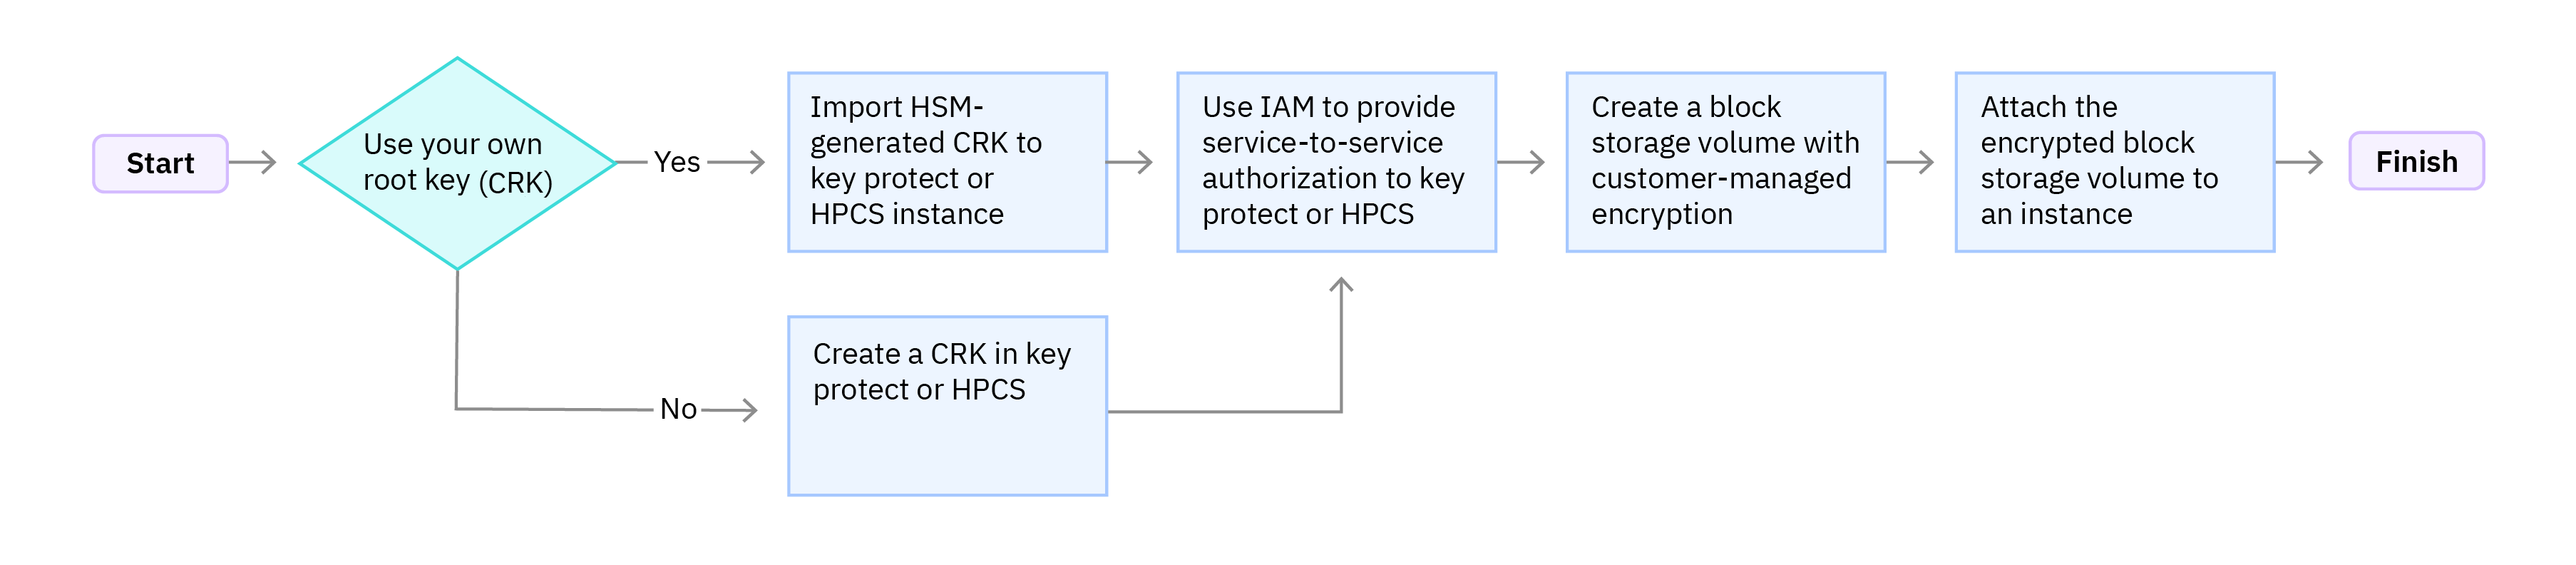 Start
Use your own
root key (CRK)
Yes
Import HSM-
generated CRK to
key protect or
HPCS instance
Use IAM to provide
service-to-service
authorization to key
protect or HPCS
Create a block
storage volume with
customer-managed
encryption
Attach the
encrypted block
storage volume to
an instance
Finish
No
Create a CRK in key
protect or HPCS